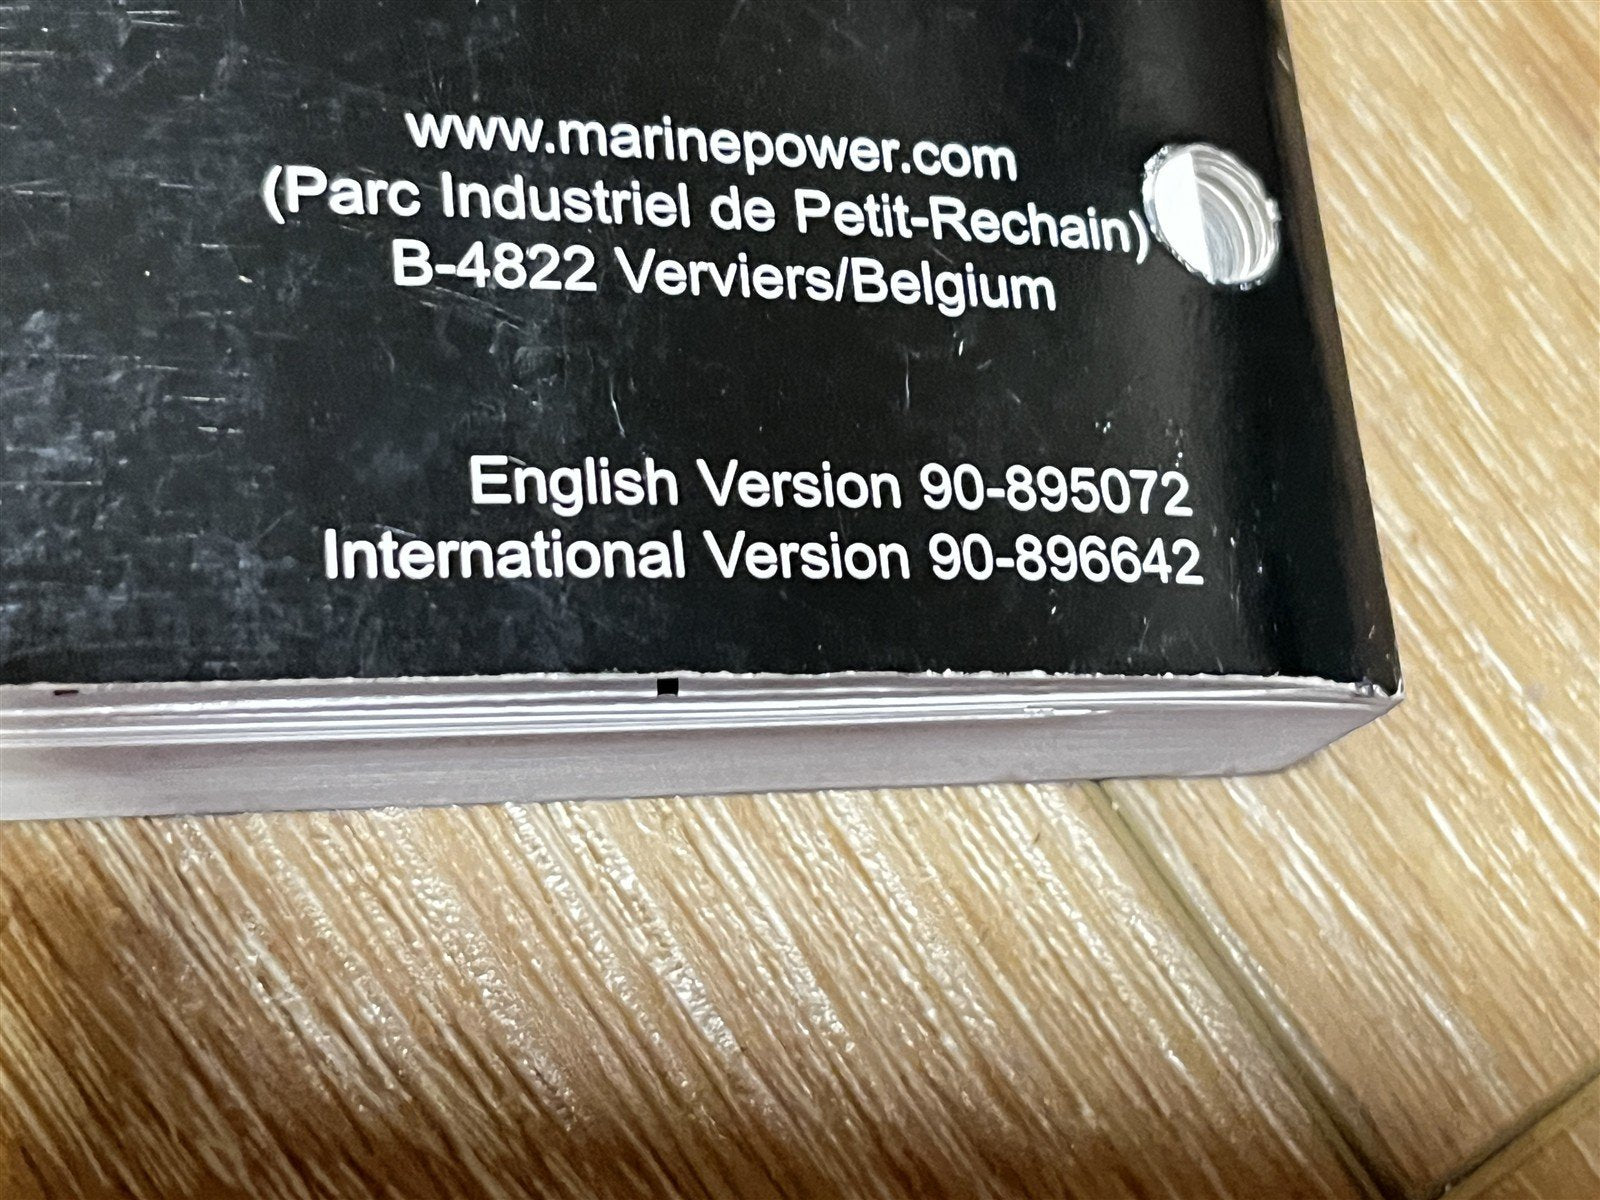 www.marinepower.com
(Parc Industriel de Petit-Rechain)
B-4822 Verviers/Belgium
English Version 90-895072
International Version 90-896642